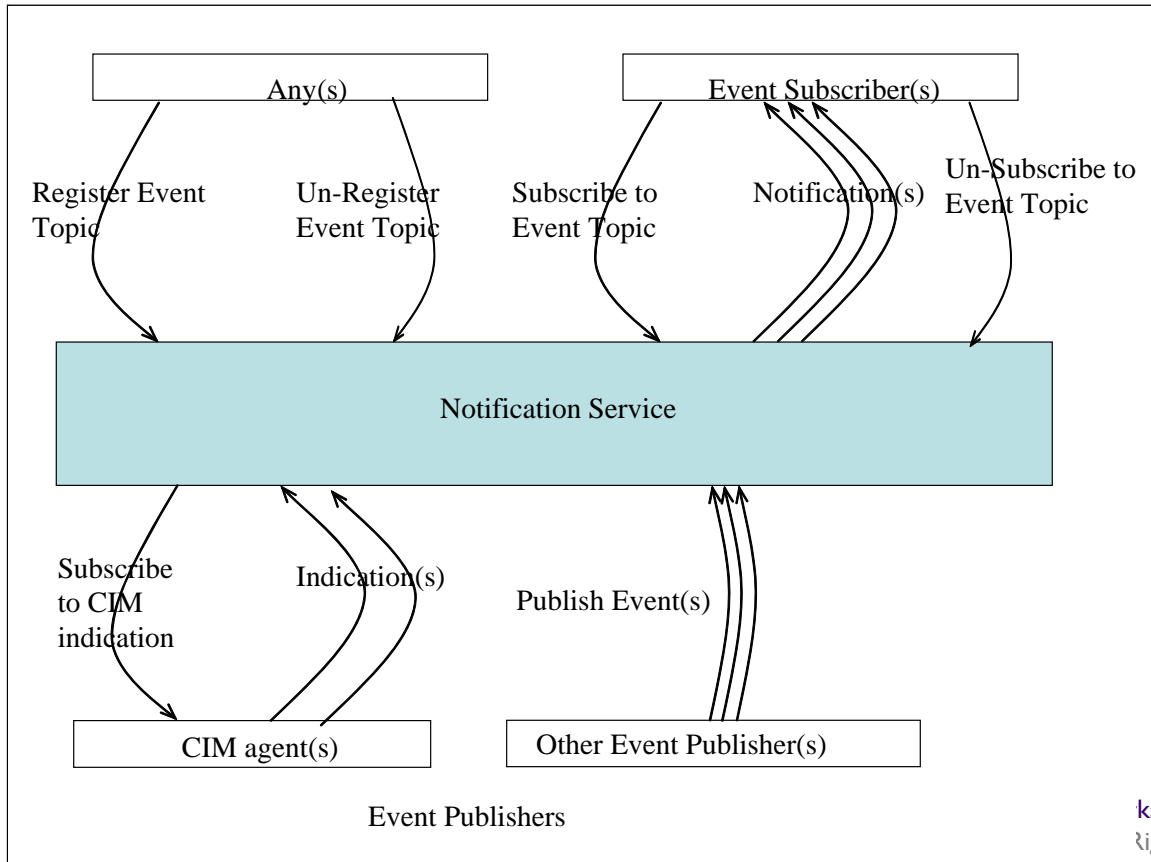 Any(s)
Event Subscriber(s)
Register Event
Topic
Un-Register
Event Topic
Subscribe to
Event Topic
Notification(s)
Un-Subscribe to
Event Topic
Notification Service
Subscribe
to CIM
indication
Indication(s)
Publish Event(s)
CIM agent(s)
Other Event Publisher(s)
Event Publishers